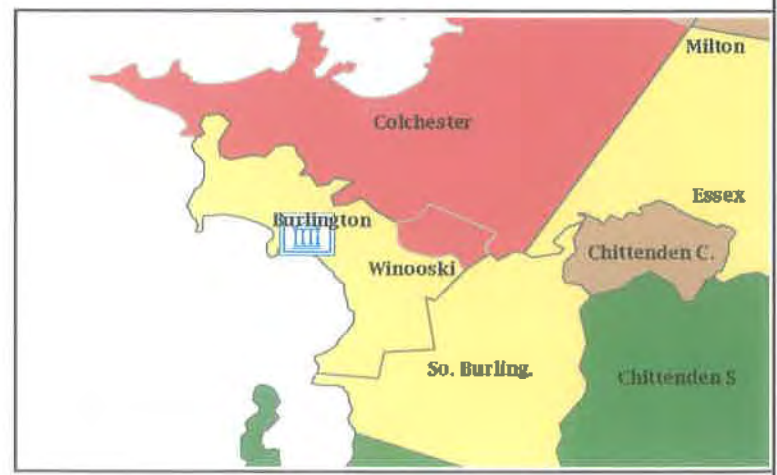 Milton
Colchester
Essex
Burlington
Chittenden C.
Winooski
So. Burling.
Chittenden S